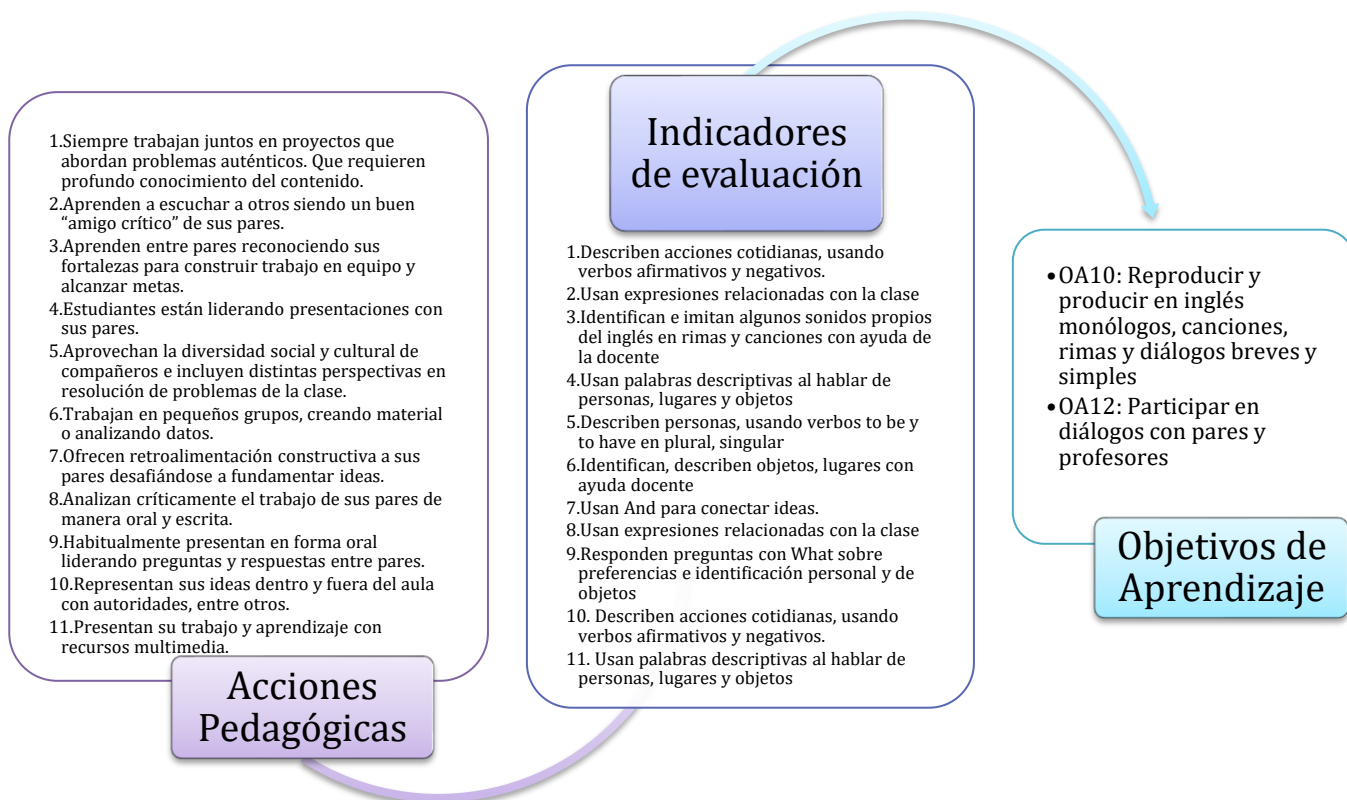 1.Siempre trabajan juntos en proyectos que
abordan problemas auténticos. Que requieren
profundo conocimiento del contenido.
2.Aprenden a escuchar a otros siendo un buen
“amigo crítico” de sus pares.
3.Aprenden entre pares reconociendo sus
fortalezas para construir trabajo en equipo y
alcanzar metas.
4.Estudiantes están liderando presentaciones con
sus pares.
5.Aprovechan la diversidad social y cultural de
compañeros e incluyen distintas perspectivas en
resolución de problemas de la clase.
6.Trabajan en pequeños grupos, creando material
o analizando datos.
7.Ofrecen retroalimentación constructiva a sus
pares desafiándose a fundamentar ideas.
8.Analizan críticamente el trabajo de sus pares de
manera oral y escrita.
9.Habitualmente presentan en forma oral
liderando preguntas y respuestas entre pares.
10.Representan sus ideas dentro y fuera del aula
con autoridades, entre otros.
11.Presentan su trabajo y aprendizaje con
recursos multimedia.
Acciones
Pedagógicas
Indicadores
de evaluación
1.Describen acciones cotidianas, usando
verbos afirmativos y negativos.
2.Usan expresiones relacionadas con la clase
3.Identifican e imitan algunos sonidos propios
del inglés en rimas y canciones con ayuda de
la docente
4.Usan palabras descriptivas al hablar de
personas, lugares y objetos
5.Describen personas, usando verbos to be y
to have en plural, singular
6.Identifican, describen objetos, lugares con
ayuda docente
7.Usan And para conectar ideas.
8.Usan expresiones relacionadas con la clase
9.Responden preguntas con What sobre
preferencias e identificación personal y de
objetos
10. Describen acciones cotidianas, usando
verbos afirmativos y negativos.
11. Usan palabras descriptivas al hablar de
personas, lugares y objetos
•OA10: Reproducir y
producir en inglés
monólogos, canciones,
rimas y diálogos breves y
simples
•OA12: Participar en
diálogos con pares y
profesores
Objetivos de
Aprendizaje